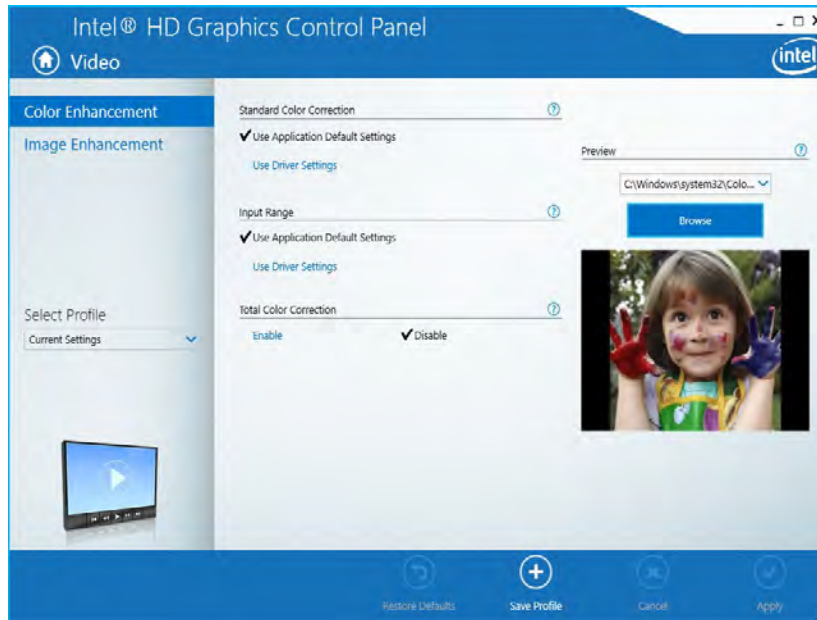 Intel® HD Graphics Control Panel
Video
intel
Color Enhancement
Image Enhancement
Select Profile
Current Settings
Standard Color Correction
Use Application Default Settings
Use Driver Settings
Input Range
Use Application Default Settings
Use Driver Settings
Total Color Correction
Enable
Disable
Preview
C:\Windows\system32\Colo...
Browse
Restore Defaults
Save Profile
Cancel
Apply